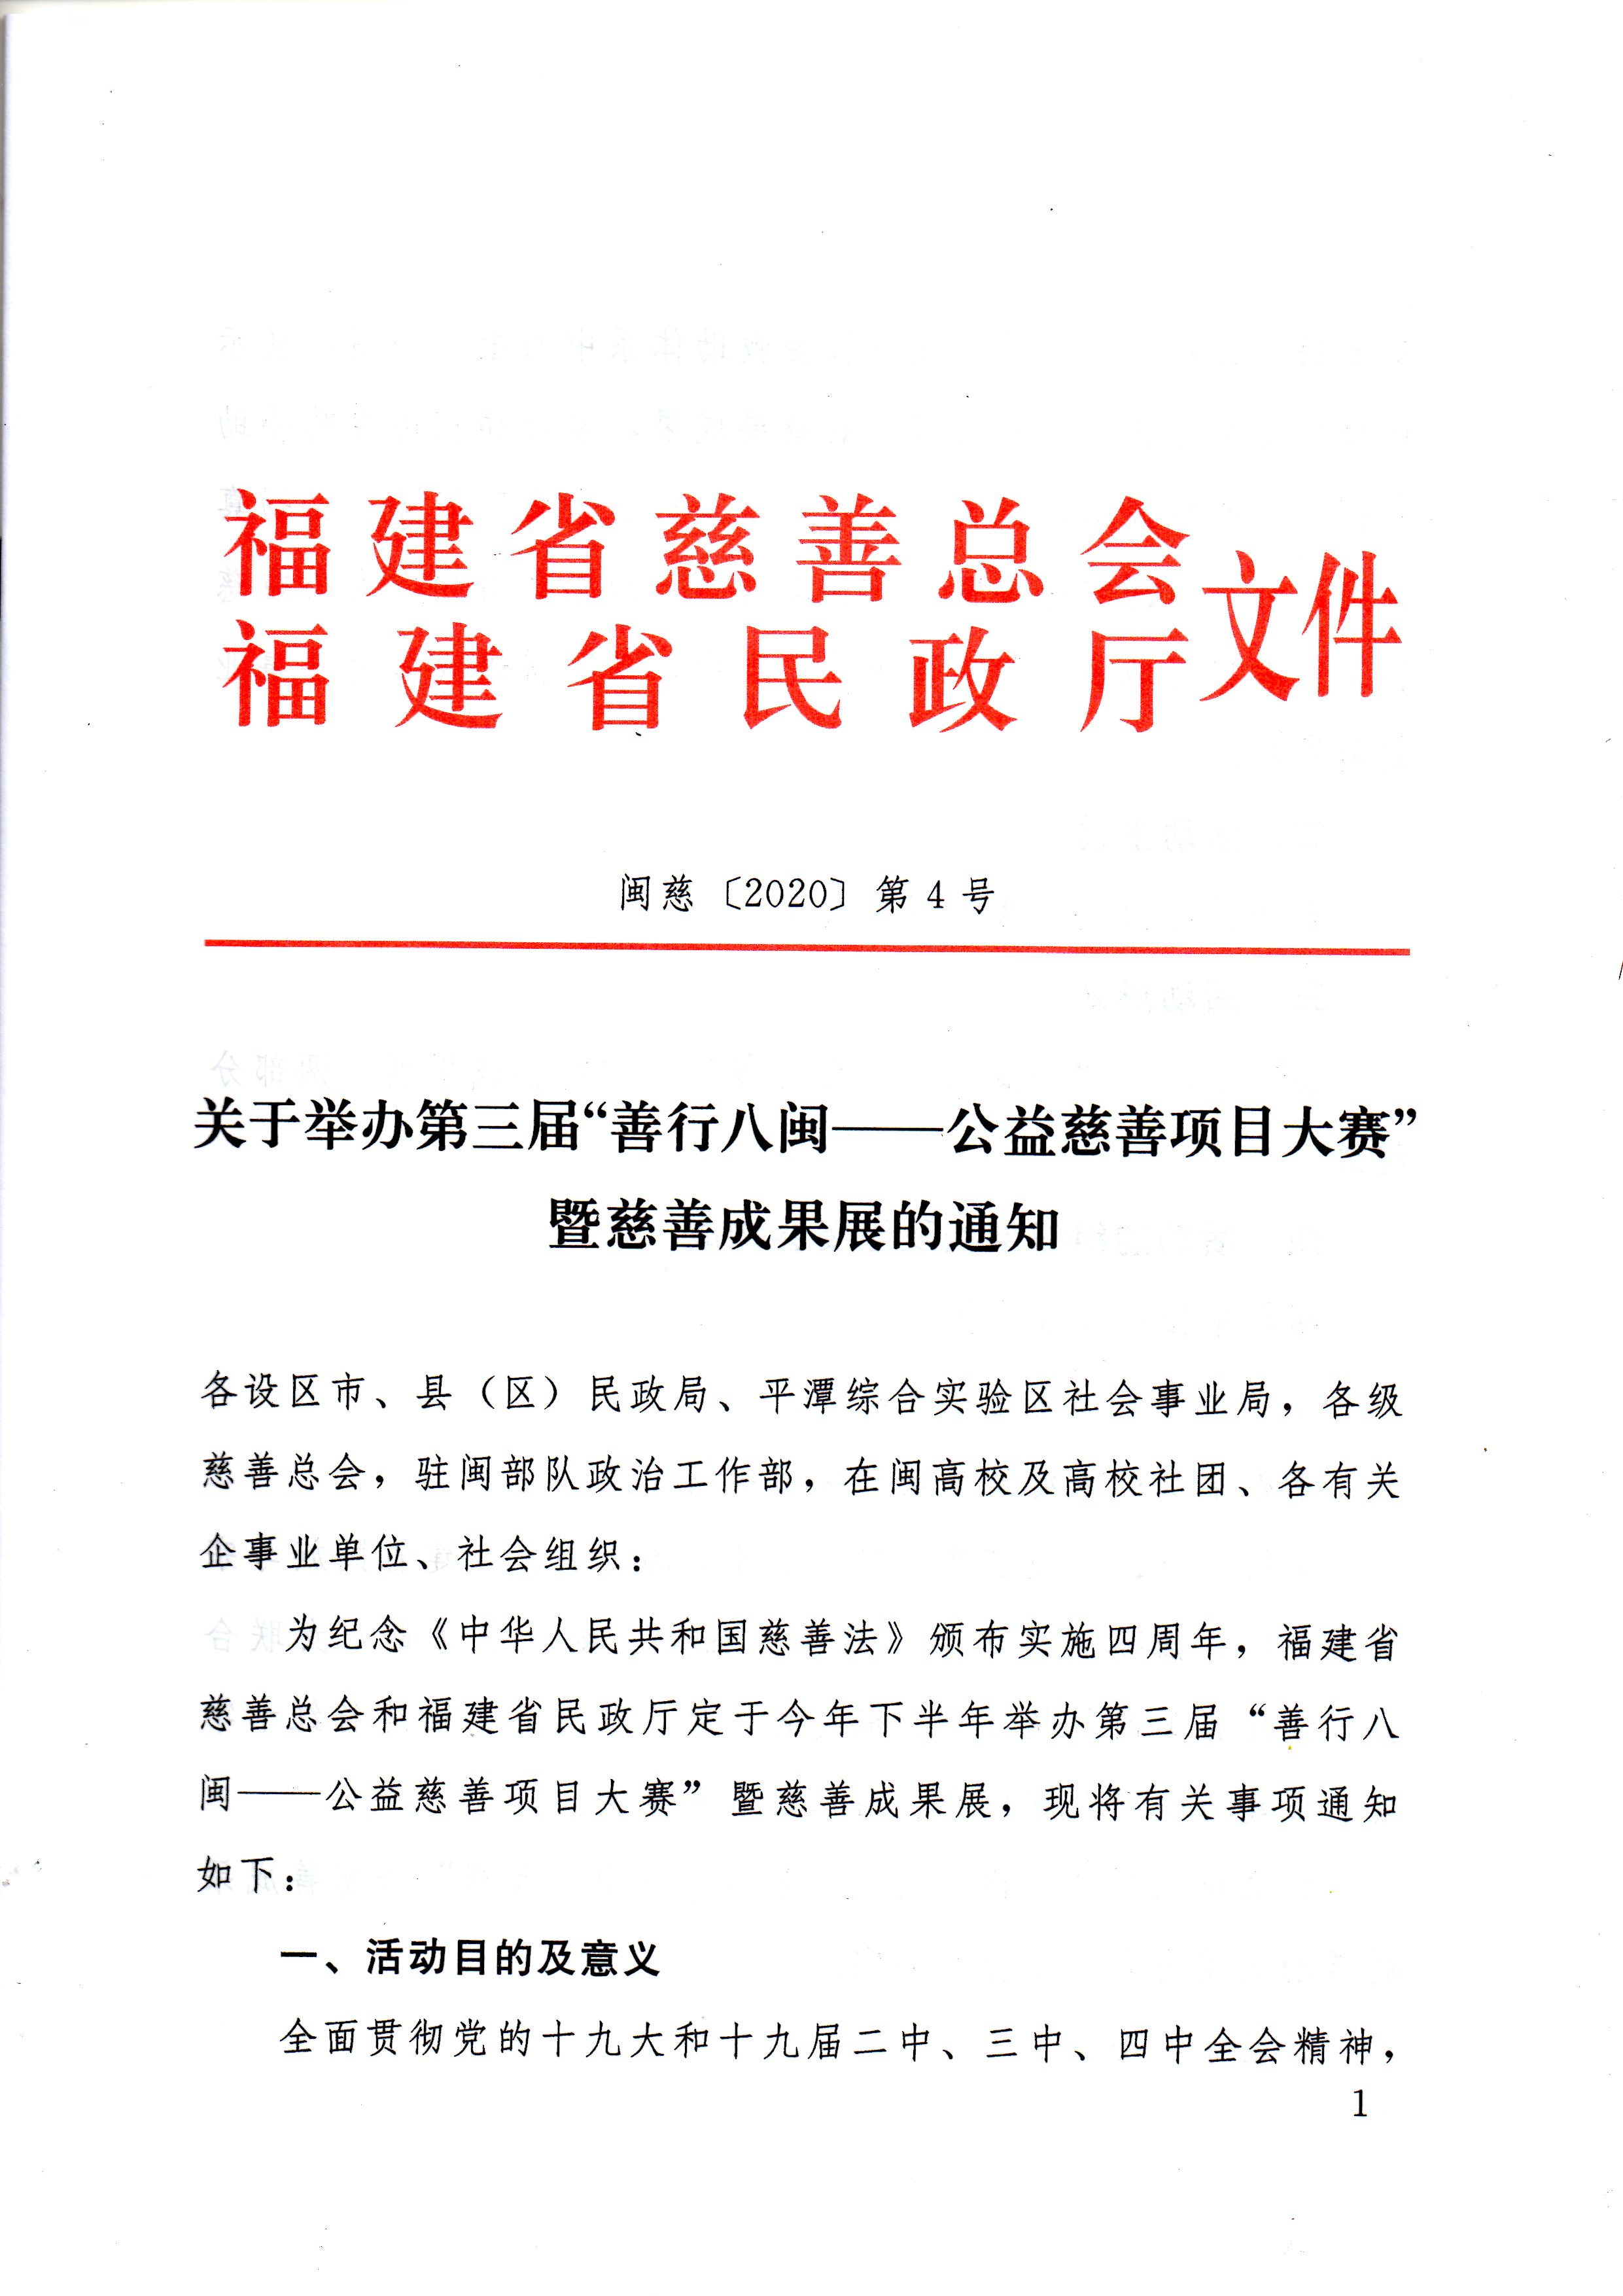 福建省慈善总会
福建省民政厅
文件
闽慈〔2020〕第4号
关于举办第三届“善行八闽——公益慈善项目大赛”
暨慈善成果展的通知
各设区市、县（区）民政局、平潭综合实验区社会事业局，各级
慈善总会，驻闽部队政治工作部，在闽高校及高校社团、各有关
企事业单位、社会组织：
为纪念《中华人民共和国慈善法》颁布实施四周年，福建省
慈善总会和福建省民政厅定于今年下半年举办第三届“善行八
闽——公益慈善项目大赛”暨慈善成果展，现将有关事项通知
如下：
一、活动目的及意义
全面贯彻党的十九大和十九届二中、三中、四中全会精神，
1